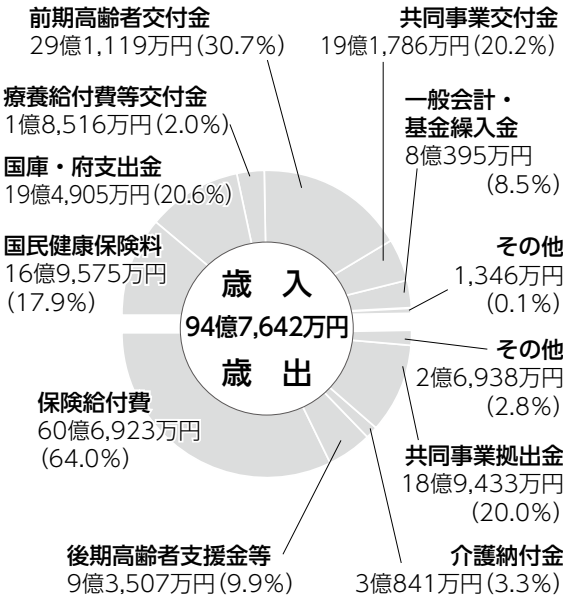 前期高齢者交付金
29億1,119万円(30.7%)
共同事業交付金
19億1,786万円(20.2%)
療養給付費等交付金
1億8,516万円(2.0%)
一般会計・
基金繰入金
8億395万円
(8.5%)
国庫・府支出金
19億4,905万円(20.6%)
国民健康保険料
16億9,575万円
(17.9%)
その他
1,346万円
(0.1%)
歳 入
94億7,642万円
歳 出
その他
2億6,938万円
(2.8%)
保険給付費
60億6,923万円
(64.0%)
共同事業拠出金
18億9,433万円
(20.0%)
後期高齢者支援金等
9億3,507万円(9.9%)
介護納付金
3億841万円(3.3%)